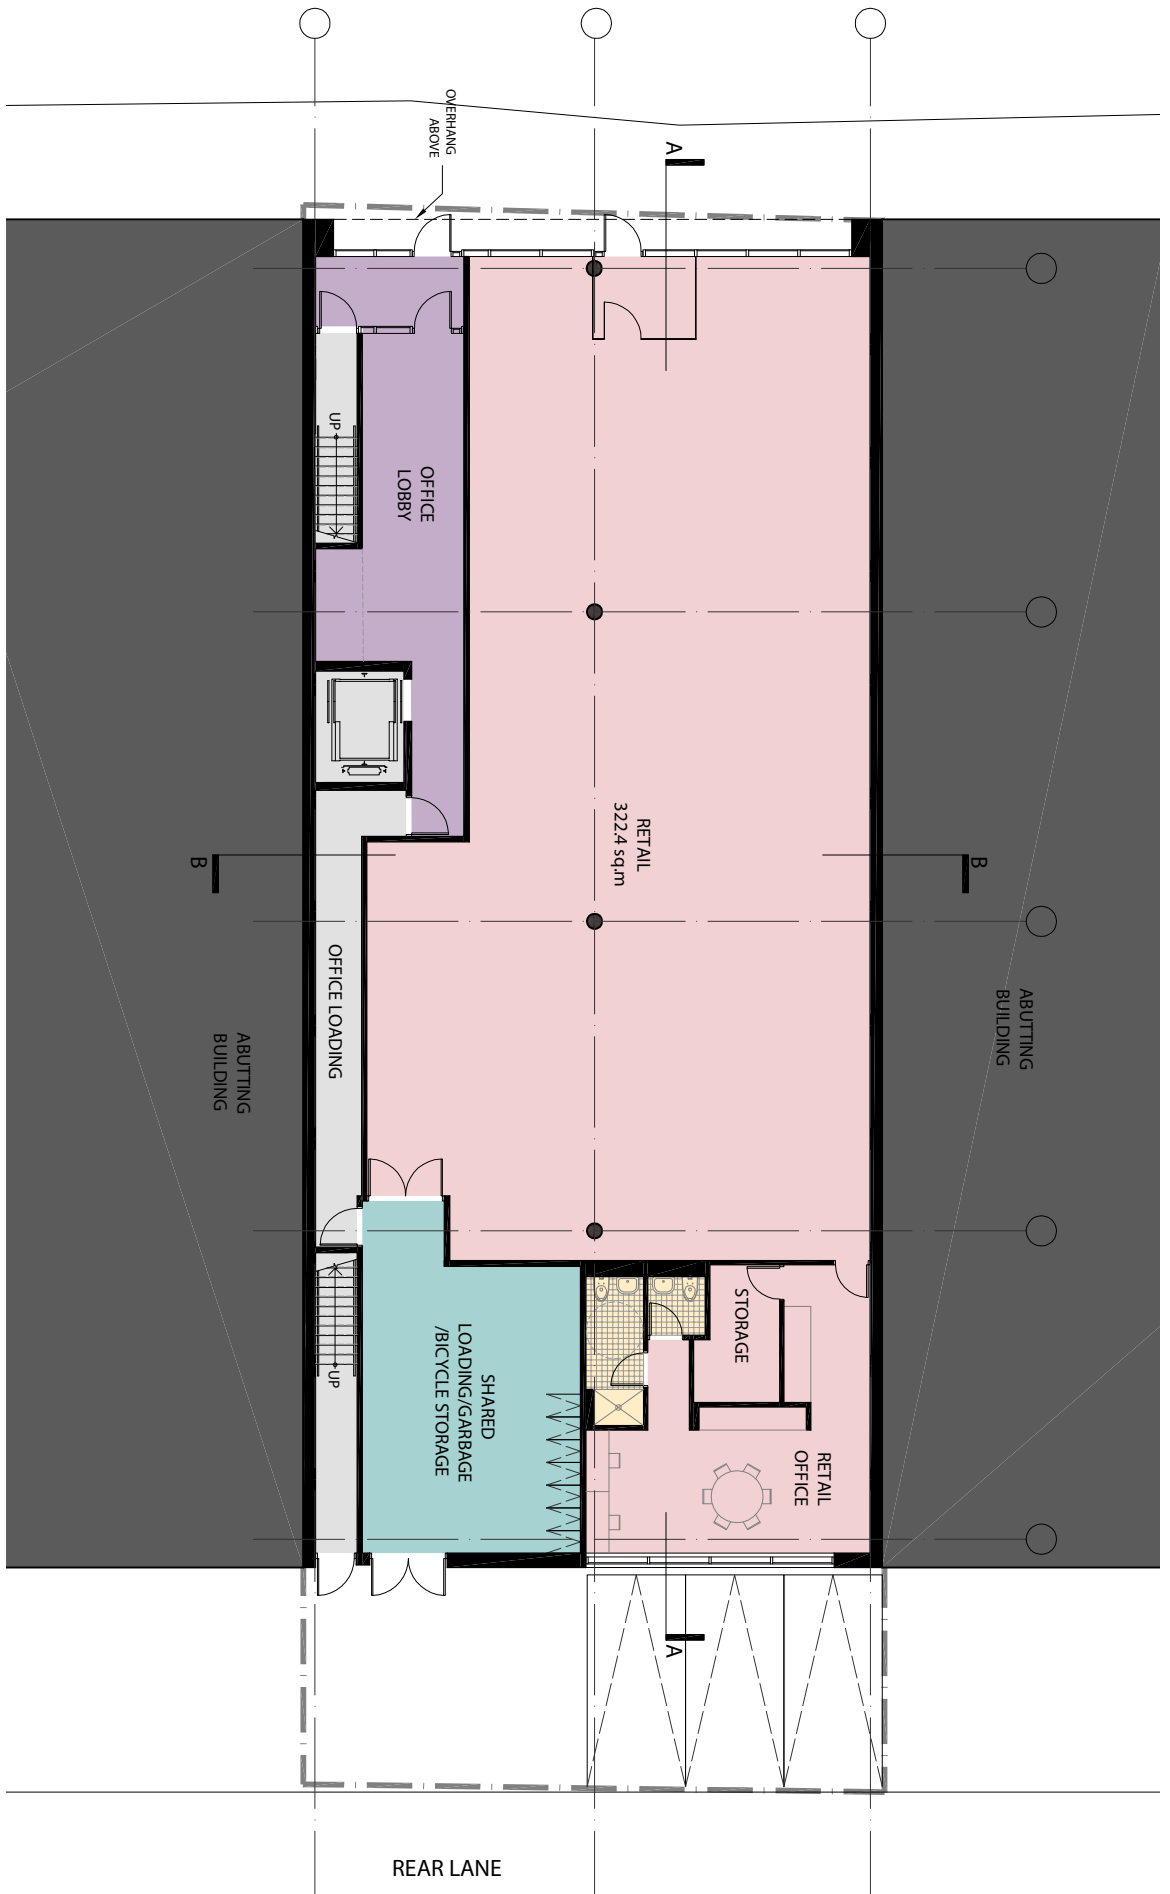 OVERHANG
ABOVE
A
UP
OFFICE
LOBBY
RETAIL
322.4 sq.m
B
B
OFFICE LOADING
ABUTTING
BUILDING
ABUTTING
BUILDING
STORAGE
SHARED
LOADING/GARBAGE
/BICYCLE STORAGE
UP
RETAIL
OFFICE
A
REAR LANE